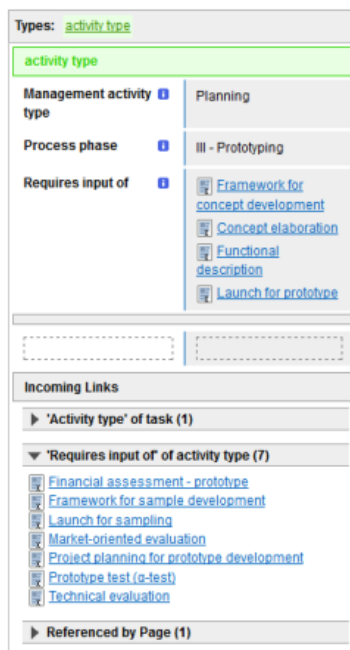 Types: activity type
activity type
Management activity type
Planning
Process phase
III - Prototyping
Requires input of
Framework for
concept development
Concept elaboration
Functional
description
Launch for prototype
Incoming Links
'Activity type' of task (1)
'Requires input of' of activity type (7)
Financial assessment - prototype
Framework for sample development
Launch for sampling
Market-oriented evaluation
Project planning for prototype development
Prototype test (α-test)
Technical evaluation
Referenced by Page (1)